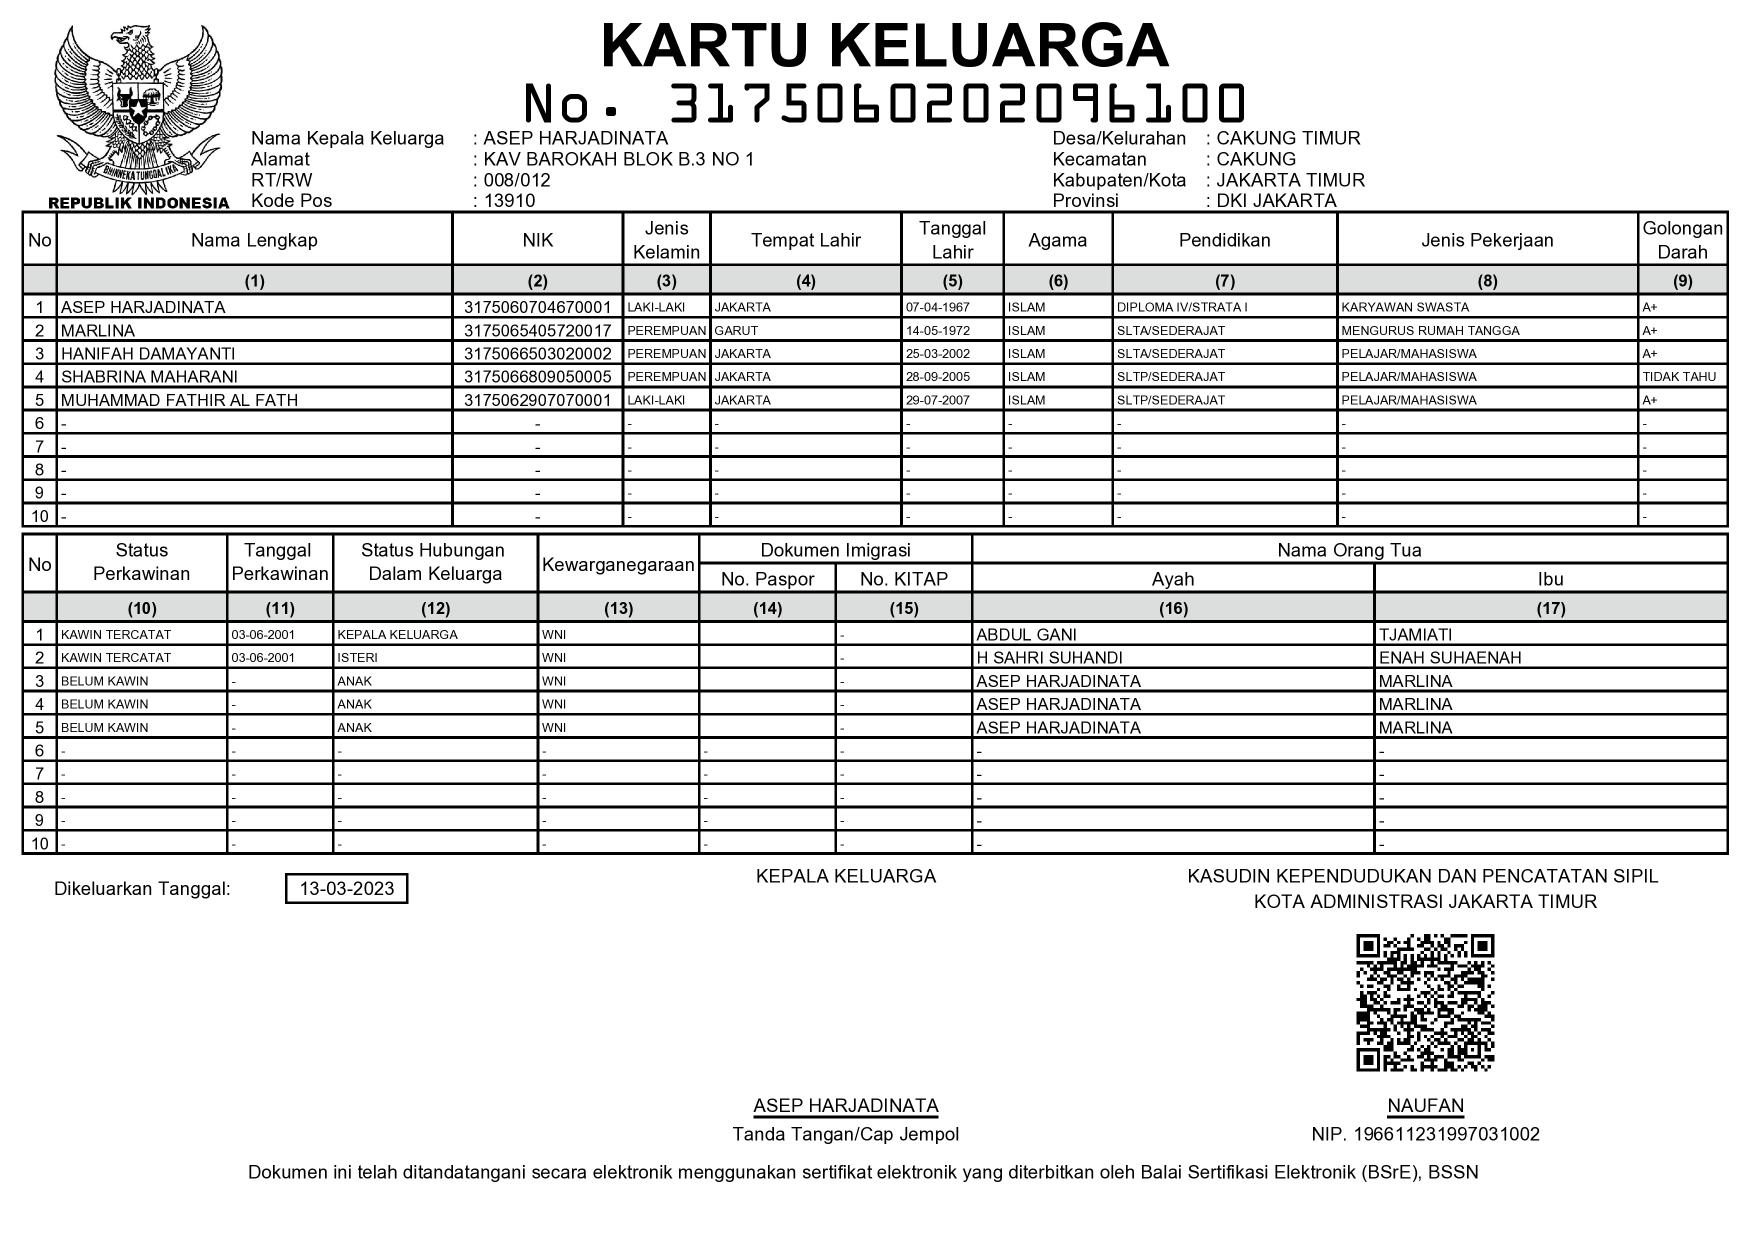 KARTU KELUARGA
No. 3175060202096100
Nama Kepala Keluarga : ASEP HARJADINATA
Alamat : KAV BAROKAH BLOK B.3 NO 1
RT/RW : 008/012
Kode Pos : 13910
Desa/Kelurahan : CAKUNG TIMUR
Kecamatan : CAKUNG
Kabupaten/Kota : JAKARTA TIMUR
Provinsi : DKI JAKARTA
BHINNEKA TUNGGAL IKA
REPUBLIK INDONESIA
No Nama Lengkap NIK Jenis Kelamin Tempat Lahir Tanggal Lahir Agama Pendidikan Jenis Pekerjaan Golongan Darah
(1) (2) (3) (4) (5) (6) (7) (8) (9)
1 ASEP HARJADINATA 3175060704670001 LAKI-LAKI JAKARTA 07-04-1967 ISLAM DIPLOMA IV/STRATA I KARYAWAN SWASTA A+
2 MARLINA 3175065405720017 PEREMPUAN GARUT 14-05-1972 ISLAM SLTA/SEDERAJAT MENGURUS RUMAH TANGGA A+
3 HANIFAH DAMAYANTI 3175066503020002 PEREMPUAN JAKARTA 25-03-2002 ISLAM SLTA/SEDERAJAT PELAJAR/MAHASISWA A+
4 SHABRINA MAHARANI 3175066809050005 PEREMPUAN JAKARTA 28-09-2005 ISLAM SLTP/SEDERAJAT PELAJAR/MAHASISWA TIDAK TAHU
5 MUHAMMAD FATHIR AL FATH 3175062907070001 LAKI-LAKI JAKARTA 29-07-2007 ISLAM SLTP/SEDERAJAT PELAJAR/MAHASISWA A+
6 - - - - - - - - -
7 - - - - - - - - -
8 - - - - - - - - -
9 - - - - - - - - -
10 - - - - - - - - -
No Status Perkawinan Tanggal Perkawinan Status Hubungan Dalam Keluarga Kewarganegaraan Dokumen Imigrasi Nama Orang Tua
No. Paspor No. KITAP Ayah Ibu
(10) (11) (12) (13) (14) (15) (16) (17)
1 KAWIN TERCATAT 03-06-2001 KEPALA KELUARGA WNI - ABDUL GANI TJAMIATI
2 KAWIN TERCATAT 03-06-2001 ISTERI WNI - H SAHRI SUHANDI ENAH SUHAENAH
3 BELUM KAWIN - ANAK WNI - ASEP HARJADINATA MARLINA
4 BELUM KAWIN - ANAK WNI - ASEP HARJADINATA MARLINA
5 BELUM KAWIN - ANAK WNI - ASEP HARJADINATA MARLINA
6 - - - - - - - -
7 - - - - - - - -
8 - - - - - - - -
9 - - - - - - - -
10 - - - - - - - -
Dikeluarkan Tanggal: 13-03-2023
KEPALA KELUARGA
ASEP HARJADINATA
Tanda Tangan/Cap Jempol
KASUDIN KEPENDUDUKAN DAN PENCATATAN SIPIL
KOTA ADMINISTRASI JAKARTA TIMUR
NAUFAN
NIP. 196611231997031002
Dokumen ini telah ditandatangani secara elektronik menggunakan sertifikat elektronik yang diterbitkan oleh Balai Sertifikasi Elektronik (BSrE), BSSN